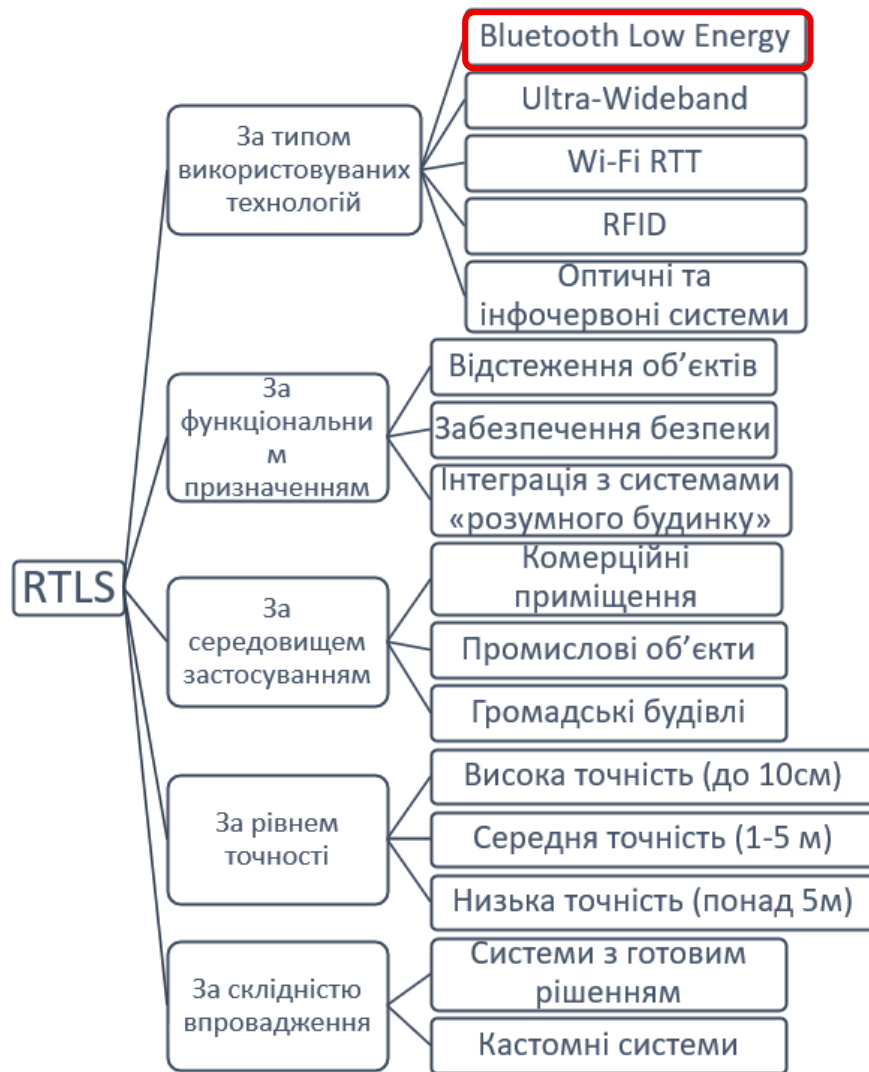 Bluetooth Low Energy
Ultra-Wideband
За типом
використовуваних
технологій
Wi-Fi RTT
RFID
Оптичні та
інфочервоні системи
Відстеження об’єктів
За
функціональни
м
призначенням
Забезпечення безпеки
Інтеграція з системами
«розумного будинку»
RTLS
Комерційні
приміщення
За
середовищем
застосуванням
Промислові об’єкти
Громадські будівлі
Висока точність (до 10см)
За рівнем
точності
Середня точність (1-5 м)
Низька точність (понад 5м)
Системи з готовим
рішенням
За склідністю
впровадження
Кастомні системи